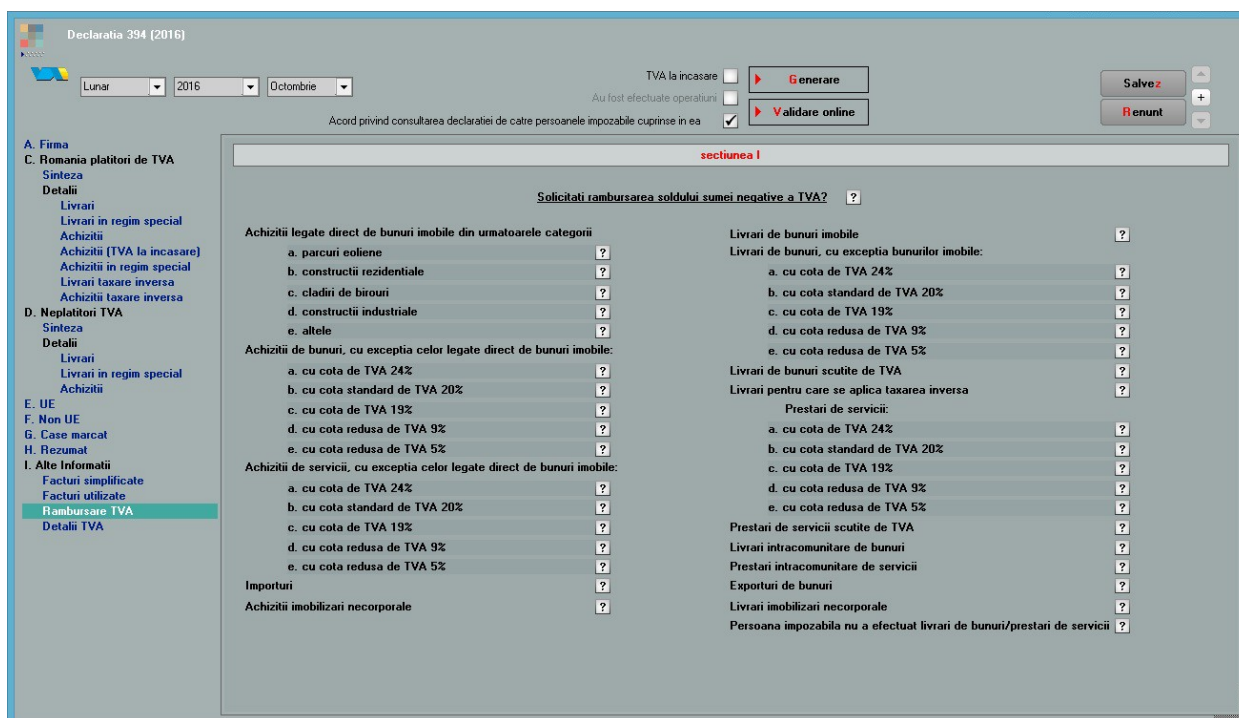 Declaratia 394 (2016)
Lunar
2016
Octombrie
TVA la incasare
Au fost efectuate operatiuni
Acord privind consultarea declaratiei de catre persoanele impozabile cuprinse in ea
Generare
Validare online
Salvez
+
Renunt
A. Firma
C. Romania platitori de TVA
Sinteza
Detalii
Livrari
Livrari in regim special
Achizitii
Achizitii (TVA la incasare)
Achizitii in regim special
Livrari taxare inversa
Achizitii taxare inversa
D. Neplatitori TVA
Sinteza
Detalii
Livrari
Livrari in regim special
Achizitii
E. UE
F. Non UE
G. Case marcat
H. Rezumat
I. Alte Informatii
Facturi simplificate
Facturi utilizate
Rambursare TVA
Detalii TVA
sectiunea I
Solicitati rambursarea soldului sumei negative a TVA? ?
Achizitii legate direct de bunuri imobile din urmatoarele categorii
a. parcuri eoliene ?
b. constructii rezidentiale ?
c. cladiri de birouri ?
d. constructii industriale ?
e. altele ?
Achizitii de bunuri, cu exceptia celor legate direct de bunuri imobile:
a. cu cota de TVA 24% ?
b. cu cota standard de TVA 20% ?
c. cu cota de TVA 19% ?
d. cu cota redusa de TVA 9% ?
e. cu cota redusa de TVA 5% ?
Achizitii de servicii, cu exceptia celor legate direct de bunuri imobile:
a. cu cota de TVA 24% ?
b. cu cota standard de TVA 20% ?
c. cu cota de TVA 19% ?
d. cu cota redusa de TVA 9% ?
e. cu cota redusa de TVA 5% ?
Importuri ?
Achizitii imobilizari necorporale ?
Livrari de bunuri imobile ?
Livrari de bunuri, cu exceptia bunurilor imobile:
a. cu cota de TVA 24% ?
b. cu cota standard de TVA 20% ?
c. cu cota de TVA 19% ?
d. cu cota redusa de TVA 9% ?
e. cu cota redusa de TVA 5% ?
Livrari de bunuri scutite de TVA ?
Livrari pentru care se aplica taxarea inversa ?
Prestari de servicii:
a. cu cota de TVA 24% ?
b. cu cota standard de TVA 20% ?
c. cu cota de TVA 19% ?
d. cu cota redusa de TVA 9% ?
e. cu cota redusa de TVA 5% ?
Prestari de servicii scutite de TVA ?
Livrari intracomunitare de bunuri ?
Prestari intracomunitare de servicii ?
Exporturi de bunuri ?
Livrari imobilizari necorporale ?
Persoana impozabila nu a efectuat livrari de bunuri/prestari de servicii ?